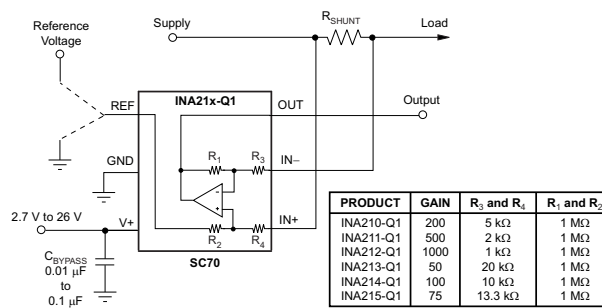 Reference
Voltage
Supply
R_SHUNT
Load
REF
INA21x-Q1
OUT
Output
GND
R1
R3
IN−
2.7 V to 26 V
V+
R2
R4
IN+
C_BYPASS
0.01 µF
to
0.1 µF
SC70
PRODUCT GAIN R3 and R4 R1 and R2
INA210-Q1 200 5 kΩ 1 MΩ
INA211-Q1 500 2 kΩ 1 MΩ
INA212-Q1 1000 1 kΩ 1 MΩ
INA213-Q1 50 20 kΩ 1 MΩ
INA214-Q1 100 10 kΩ 1 MΩ
INA215-Q1 75 13.3 kΩ 1 MΩ